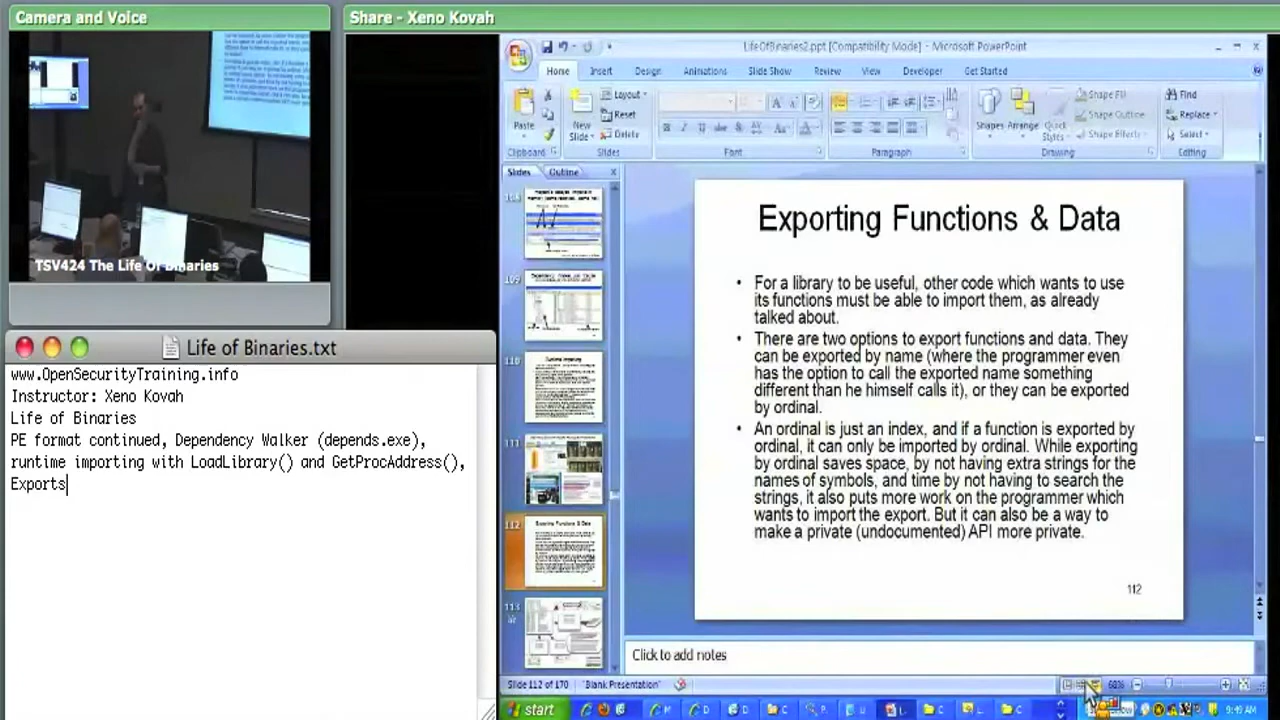 Camera and Voice
TSV424 The Life Of Binaries
Share - Xeno Kovah
LifeOfBinaries2.ppt [Compatibility Mode] - Microsoft PowerPoint
Home Insert Design Animations Slide Show Review View Developer Get Started
Paste
Clipboard
New
Slide
Layout
Reset
Delete
Slides
Font
Paragraph
Shapes Arrange Quick
Styles
Shape Fill
Shape Outline
Shape Effects
Drawing
Find
Replace
Select
Editing
Slides Outline
109
110
111
112
113
Exporting Functions & Data
• For a library to be useful, other code which wants to use
its functions must be able to import them, as already
talked about.
• There are two options to export functions and data. They
can be exported by name (where the programmer even
has the option to call the exported name something
different than he himself calls it), or they can be exported
by ordinal.
• An ordinal is just an index, and if a function is exported by
ordinal, it can only be imported by ordinal. While exporting
by ordinal saves space, by not having extra strings for the
names of symbols, and time by not having to search the
strings, it also puts more work on the programmer which
wants to import the export. But it can also be a way to
make a private (undocumented) API more private.
112
Click to add notes
Slide 112 of 170 "Blank Presentation" 68%
start 9:49 AM
Life of Binaries.txt
www.OpenSecurityTraining.info
Instructor: Xeno Kovah
Life of Binaries
PE format continued, Dependency Walker (depends.exe),
runtime importing with LoadLibrary() and GetProcAddress(),
Exports